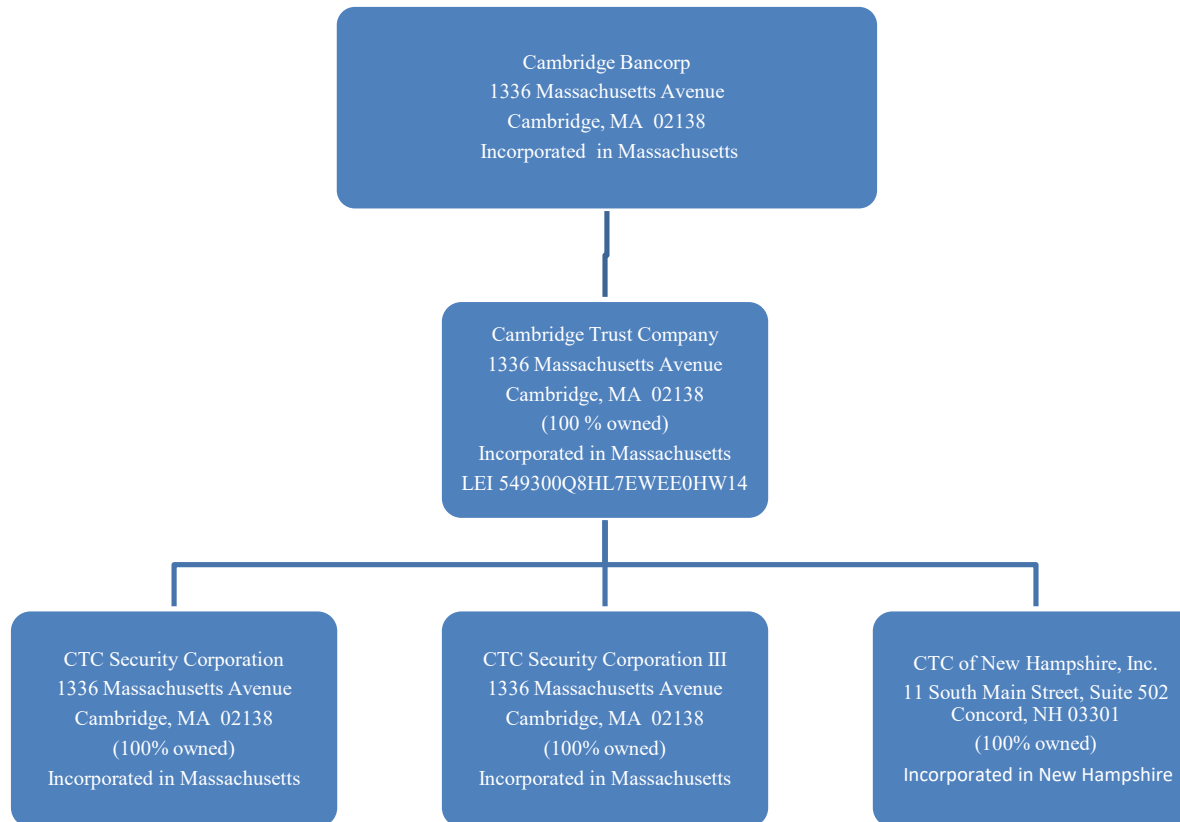 Cambridge Bancorp
1336 Massachusetts Avenue
Cambridge, MA  02138
Incorporated  in Massachusetts
Cambridge Trust Company
1336 Massachusetts Avenue
Cambridge, MA  02138
(100 % owned)
Incorporated in Massachusetts
LEI 549300Q8HL7EWEE0HW14
CTC Security Corporation
1336 Massachusetts Avenue
Cambridge, MA  02138
(100% owned)
Incorporated in Massachusetts
CTC Security Corporation III
1336 Massachusetts Avenue
Cambridge, MA  02138
(100% owned)
Incorporated in Massachusetts
CTC of New Hampshire, Inc.
11 South Main Street, Suite 502
Concord, NH 03301
(100% owned)
Incorporated in New Hampshire